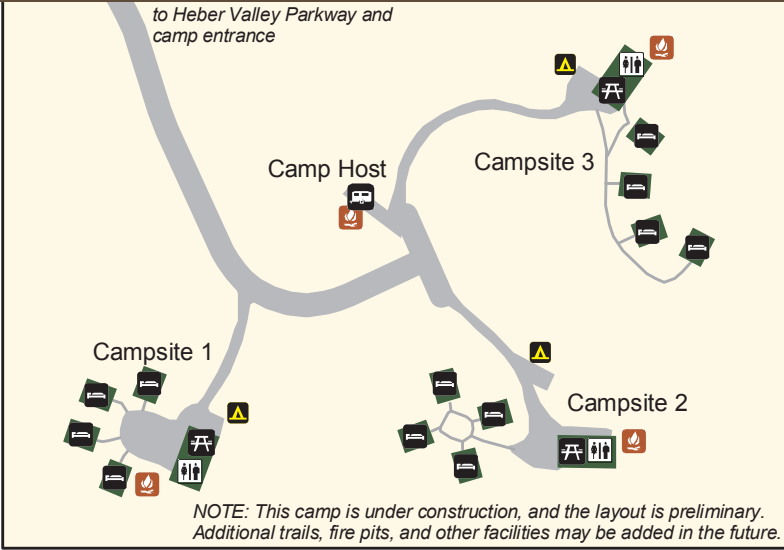 to Heber Valley Parkway and
camp entrance
Campsite 3
Camp Host
Campsite 1
Campsite 2
NOTE: This camp is under construction, and the layout is preliminary.
Additional trails, fire pits, and other facilities may be added in the future.